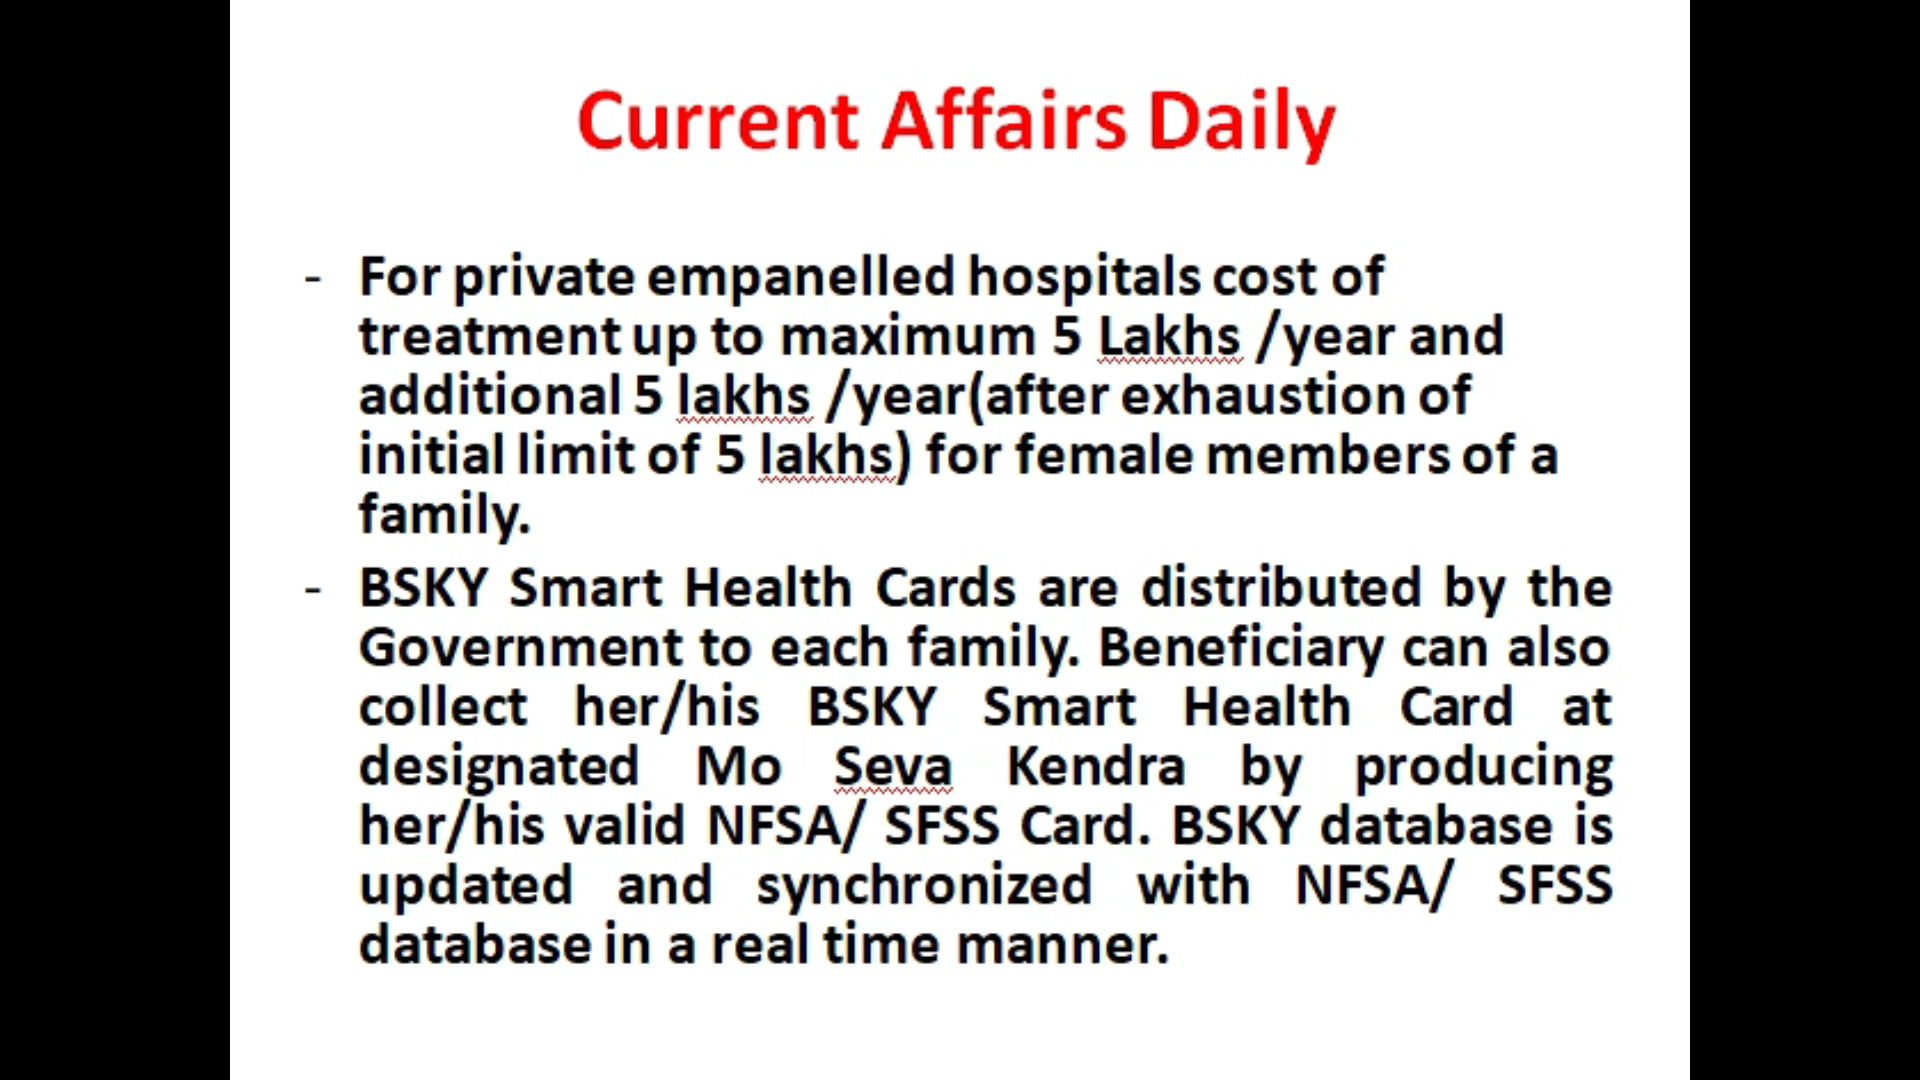 Current Affairs Daily
- For private empanelled hospitals cost of
treatment up to maximum 5 Lakhs /year and
additional 5 lakhs /year(after exhaustion of
initial limit of 5 lakhs) for female members of a
family.
- BSKY Smart Health Cards are distributed by the
Government to each family. Beneficiary can also
collect her/his BSKY Smart Health Card at
designated Mo Seva Kendra by producing
her/his valid NFSA/ SFSS Card. BSKY database is
updated and synchronized with NFSA/ SFSS
database in a real time manner.